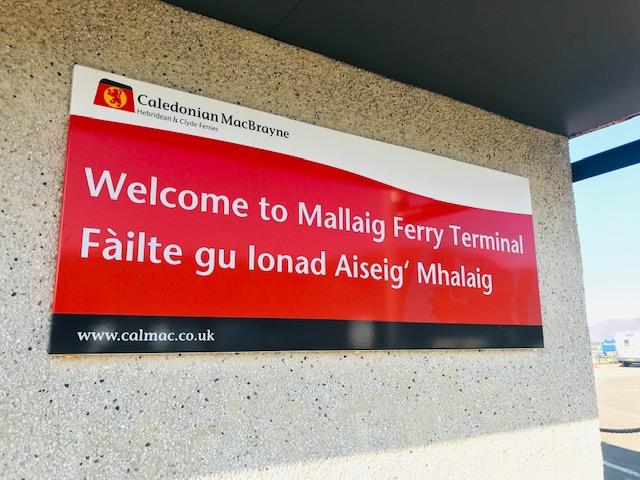 Caledonian MacBrayne
Hebridean & Clyde Ferries
Welcome to Mallaig Ferry Terminal
Fàilte gu Ionad Aiseig‘ Mhalaig
www.calmac.co.uk